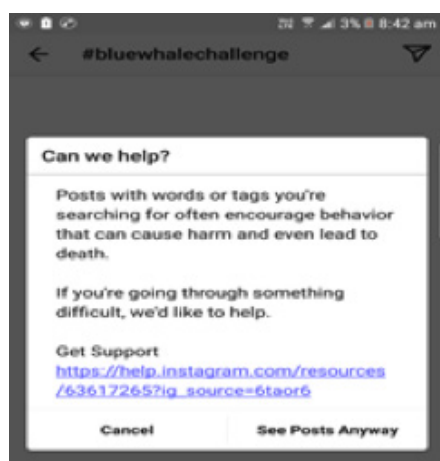 3% 8:42 am
#bluewhalechallenge
Can we help?
Posts with words or tags you're
searching for often encourage behavior
that can cause harm and even lead to
death.
If you're going through something
difficult, we'd like to help.
Get Support
https://help.instagram.com/resources
/63617265?ig_source=6taor6
Cancel See Posts Anyway